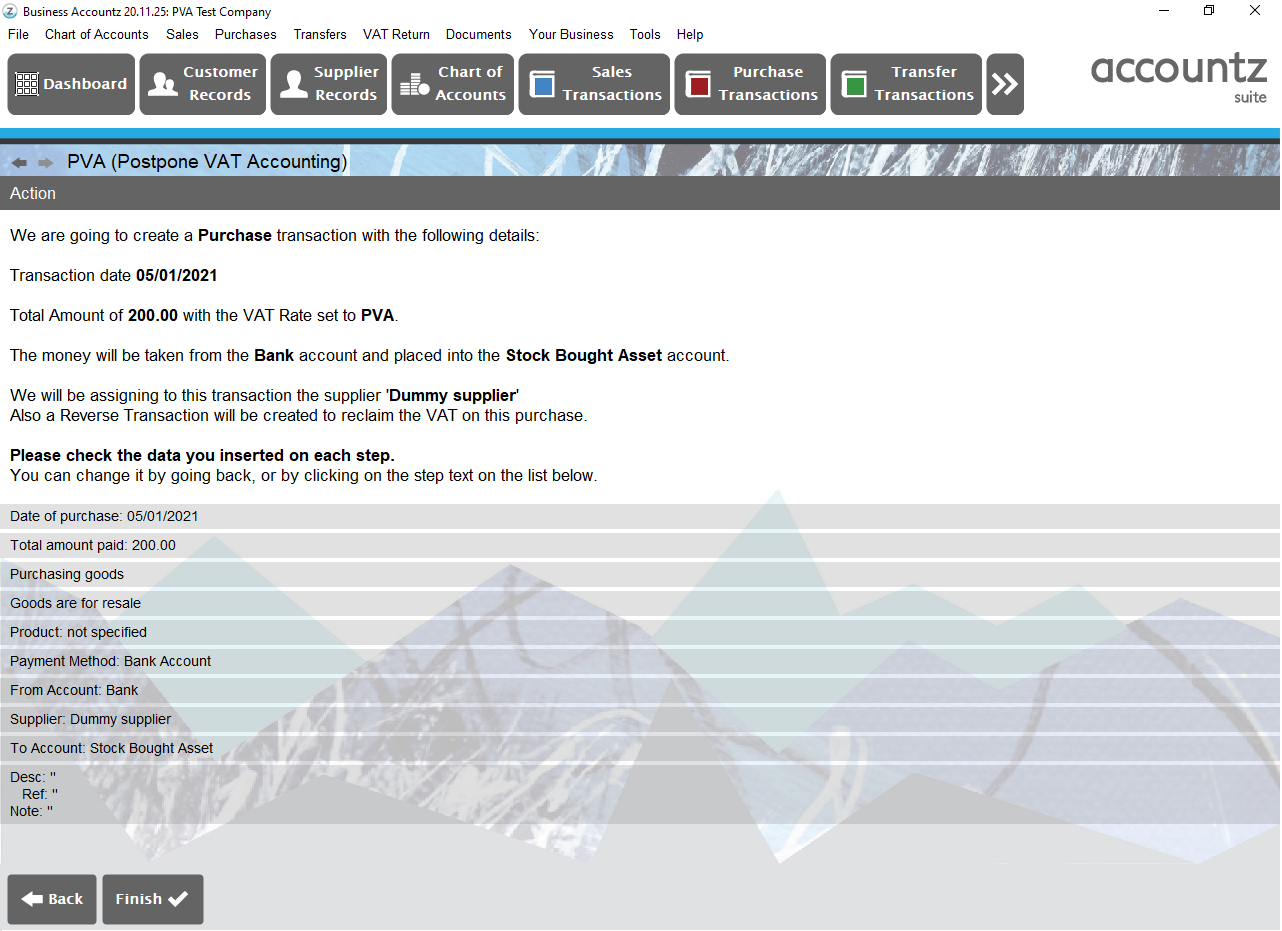 Business Accountz 20.11.25: PVA Test Company
File Chart of Accounts Sales Purchases Transfers VAT Return Documents Your Business Tools Help
Dashboard
Customer Records
Supplier Records
Chart of Accounts
Sales Transactions
Purchase Transactions
Transfer Transactions
accountz
suite
PVA (Postpone VAT Accounting)
Action
We are going to create a Purchase transaction with the following details:
Transaction date 05/01/2021
Total Amount of 200.00 with the VAT Rate set to PVA.
The money will be taken from the Bank account and placed into the Stock Bought Asset account.
We will be assigning to this transaction the supplier 'Dummy supplier'
Also a Reverse Transaction will be created to reclaim the VAT on this purchase.
Please check the data you inserted on each step.
You can change it by going back, or by clicking on the step text on the list below.
Date of purchase: 05/01/2021
Total amount paid: 200.00
Purchasing goods
Goods are for resale
Product: not specified
Payment Method: Bank Account
From Account: Bank
Supplier: Dummy supplier
To Account: Stock Bought Asset
Desc: ''
Ref: ''
Note: ''
Back
Finish